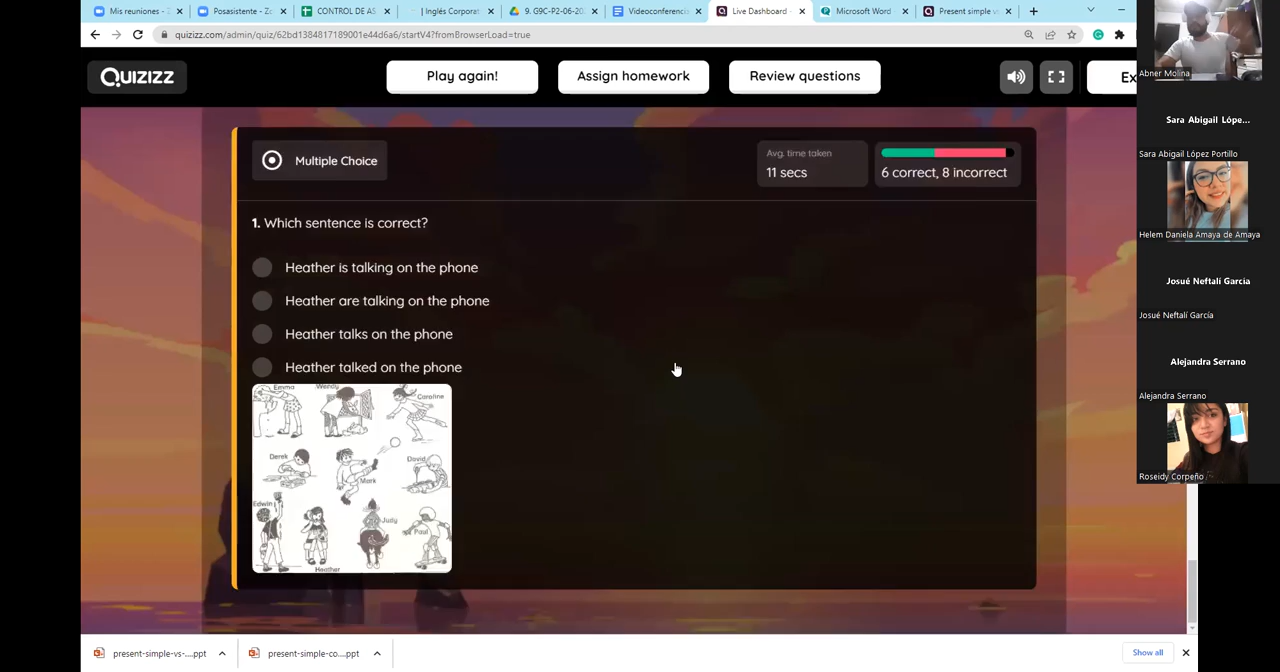 Mis reuniones - Z
Posasistente - Zo
CONTROL DE AS
| Inglés Corporat
9. G9C-P2-06-20
Videoconferenci
Live Dashboard -
Microsoft Word
Present simple v
quizizz.com/admin/quiz/62bd1384817189001e44d6a6/startV4?fromBrowserLoad=true
Quizizz
Play again!
Assign homework
Review questions
Ex
Multiple Choice
Avg. time taken
11 secs
6 correct, 8 incorrect
1. Which sentence is correct?
Heather is talking on the phone
Heather are talking on the phone
Heather talks on the phone
Heather talked on the phone
Emma
Wendy
Caroline
Derek
Mark
David
Edwin
Judy
Paul
Heather
Abner Molina
Sara Abigail Lópe...
Sara Abigail López Portillo
Helem Daniela Amaya de Amaya
Josué Neftalí García
Josué Neftalí García
Alejandra Serrano
Alejandra Serrano
Roseidy Corpeño
present-simple-vs-....ppt
present-simple-co....ppt
Show all